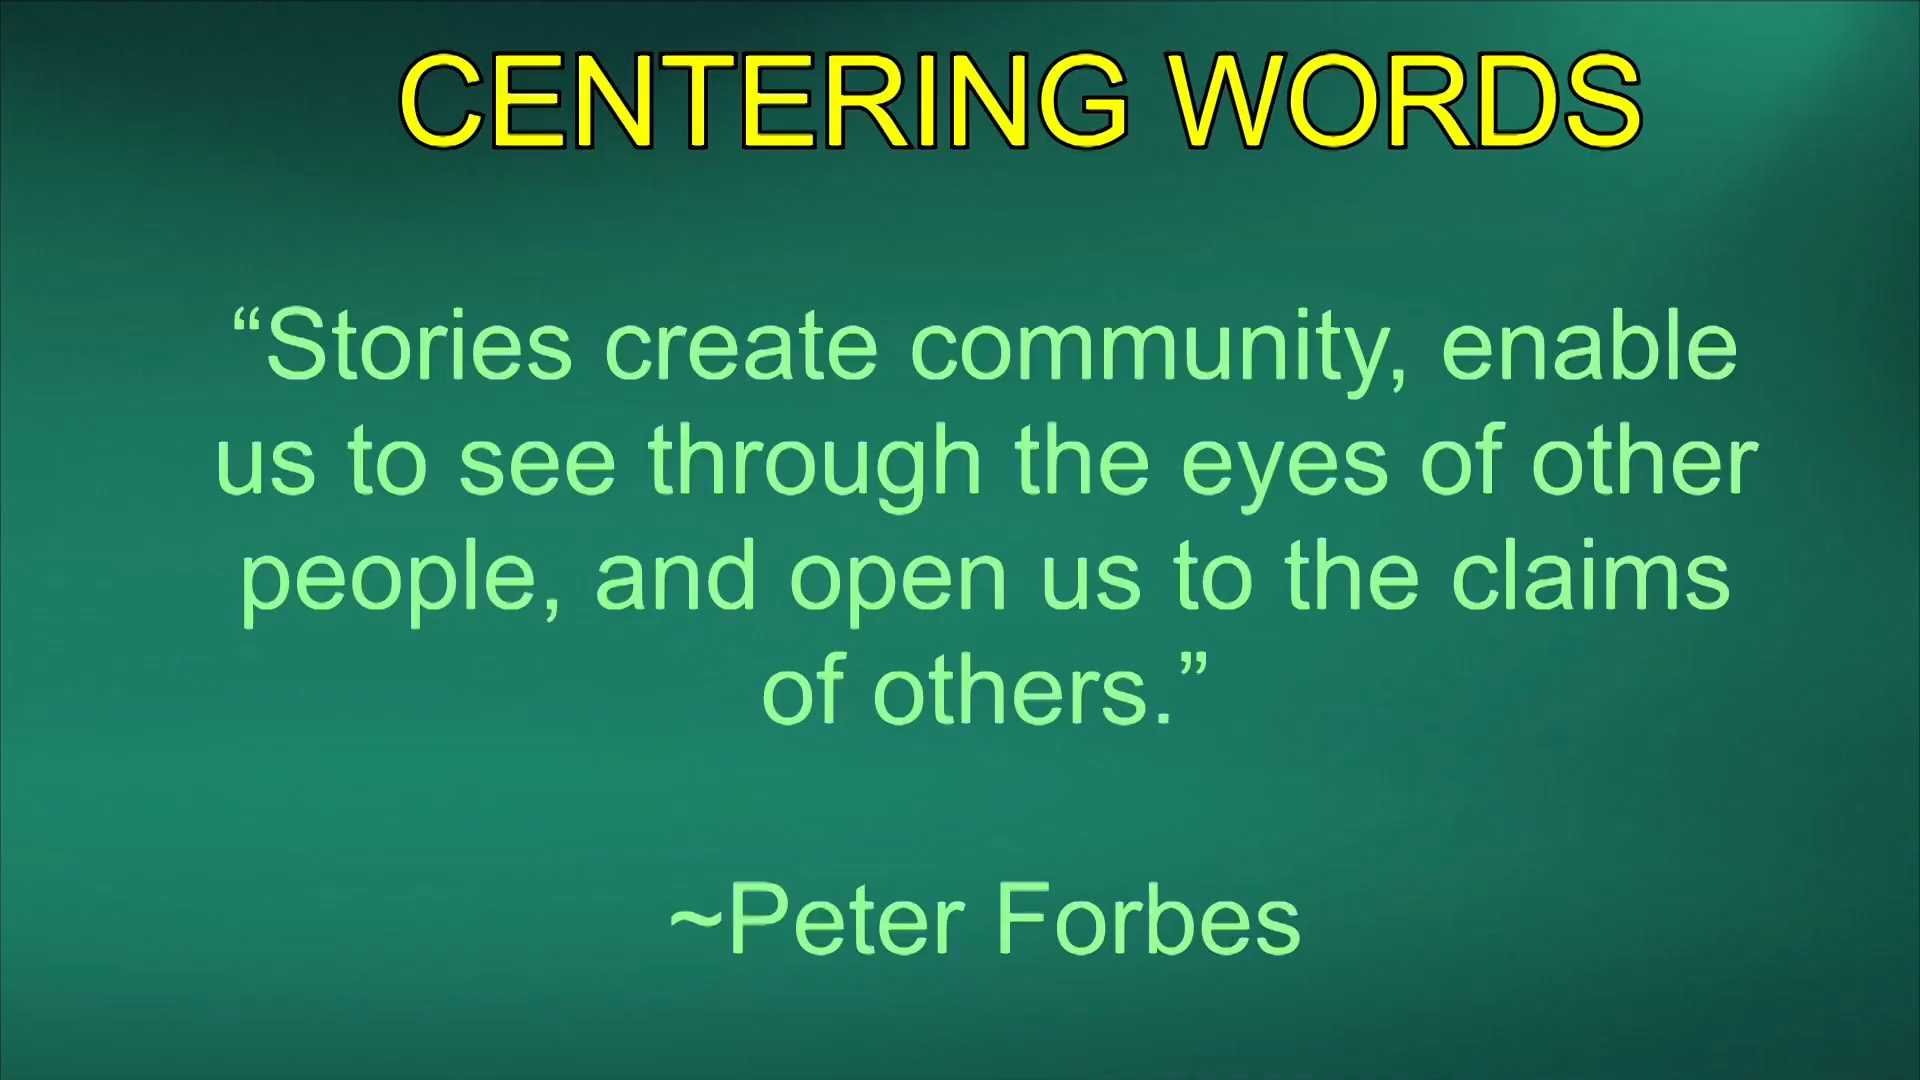 CENTERING WORDS
“Stories create community, enable
us to see through the eyes of other
people, and open us to the claims
of others.”
~Peter Forbes